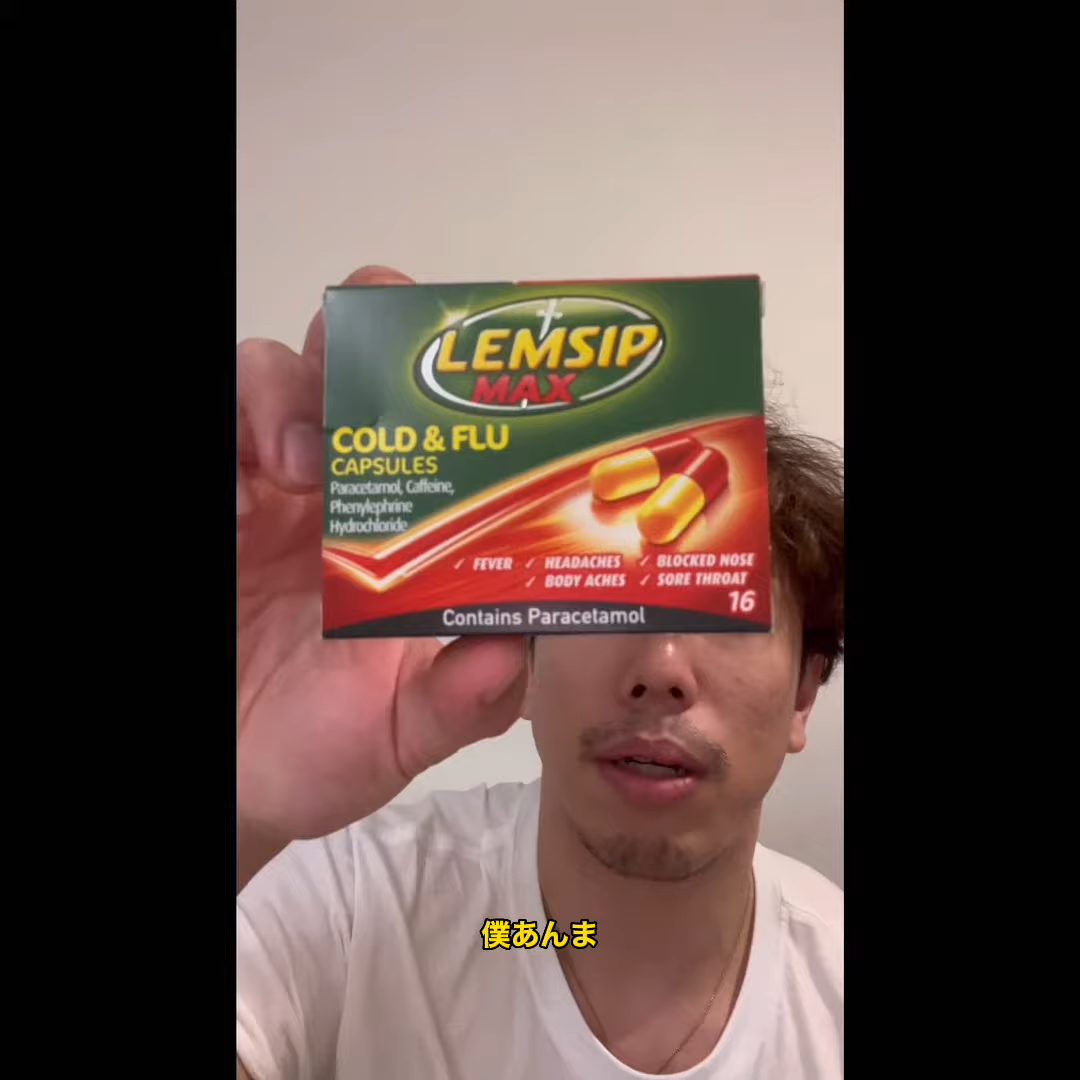 LEMSIP
MAX
COLD & FLU
CAPSULES
Paracetamol, Caffeine,
Phenylephrine
Hydrochloride
✓ FEVER ✓ HEADACHES ✓ BLOCKED NOSE
✓ BODY ACHES ✓ SORE THROAT
16
Contains Paracetamol
僕あんま